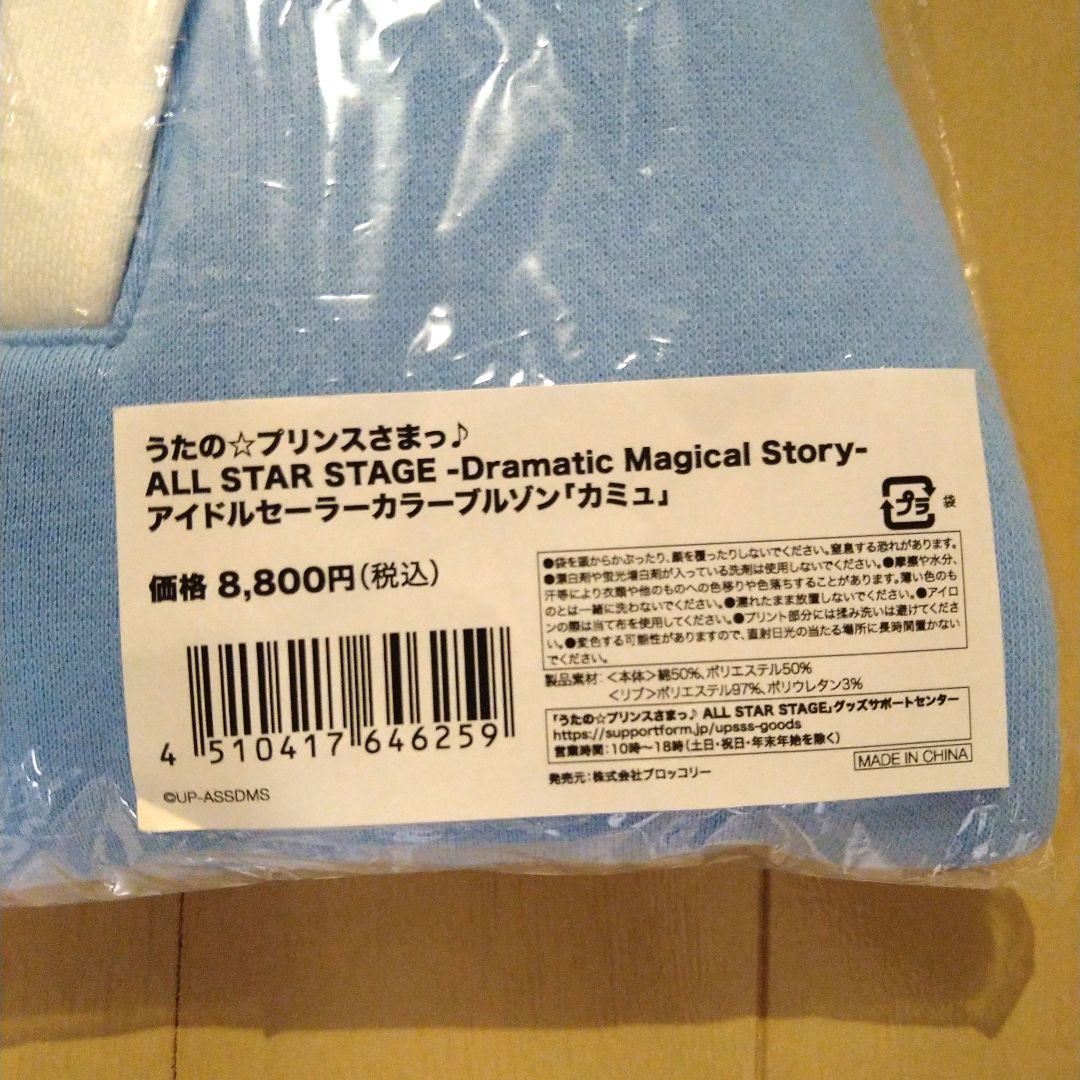 うたの☆プリンスさまっ♪
ALL STAR STAGE -Dramatic Magical Story-
アイドルセーラーカラーブルゾン「カミュ」
プラ 袋
価格 8,800円(税込)
●袋を頭からかぶったり、顔を覆ったりしないでください。窒息する恐れがあります。
●漂白剤や蛍光増白剤が入っている洗剤は使用しないでください。●摩擦や水分、
汗等により衣類や他のものへの色移りや色落ちすることがあります。薄い色のも
のとは一緒に洗わないでください。●濡れたまま放置しないでください。●アイロ
ンの際は当て布を使用してください。●プリント部分には揉み洗いは避けてくださ
い。●変色する可能性がありますので、直射日光の当たる場所に長時間置かない
でください。
製品素材:<本体>綿50%、ポリエステル50%
<リブ>ポリエステル97%、ポリウレタン3%
「うたの☆プリンスさまっ♪ ALL STAR STAGE」グッズサポートセンター
https://supportform.jp/upsss-goods
営業時間:10時〜18時(土日・祝日・年末年始を除く)
発売元:株式会社ブロッコリー
MADE IN CHINA
4 510417 646259
©UP-ASSDMS